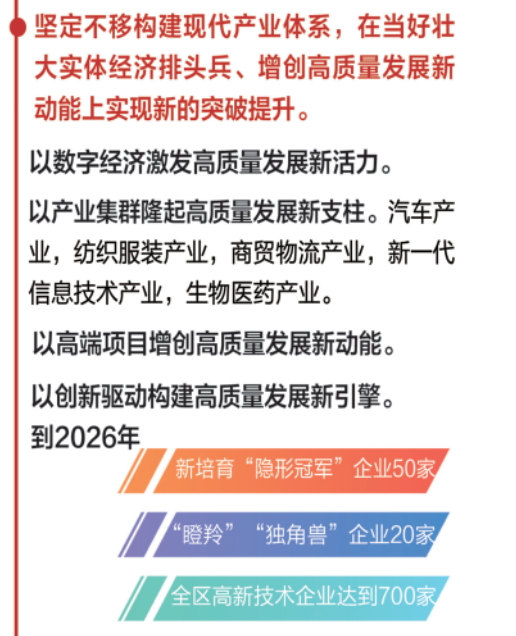 坚定不移构建现代产业体系，在当好壮
大实体经济排头兵、增创高质量发展新
动能上实现新的突破提升。
以数字经济激发高质量发展新活力。
以产业集群隆起高质量发展新支柱。汽车产
业，纺织服装产业，商贸物流产业，新一代
信息技术产业，生物医药产业。
以高端项目增创高质量发展新动能。
以创新驱动构建高质量发展新引擎。
到2026年
新培育“隐形冠军”企业50家
“瞪羚”“独角兽”企业20家
全区高新技术企业达到700家